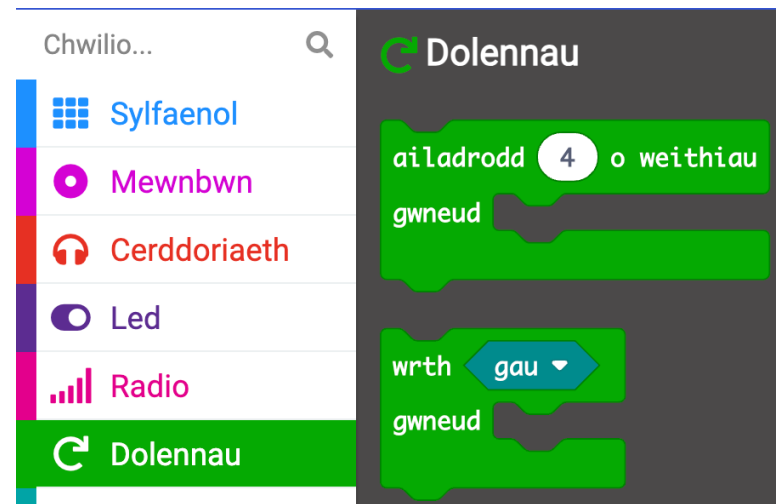 Chwilio...
Sylfaenol
Mewnbwn
Cerddoriaeth
Led
Radio
Dolennau
Dolennau
ailadrodd 4 o weithiau
gwneud
wrth gau
gwneud